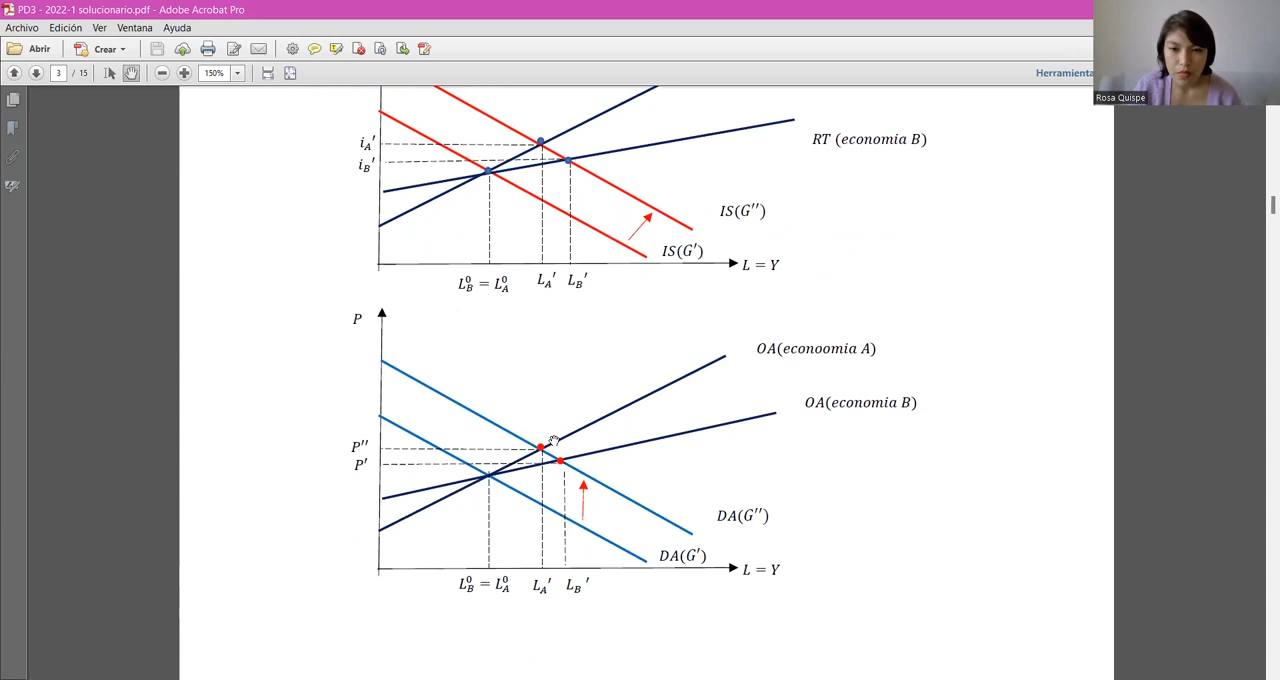 PD3 - 2022-1 solucionario.pdf - Adobe Acrobat Pro
Archivo Edición Ver Ventana Ayuda
Abrir Crear
3 / 15 150% Herramienta
Rosa Quispe
i_A' RT (economia B)
i_B'
IS(G'')
IS(G')
L = Y
L_B^0 = L_A^0 L_A' L_B'
P
OA(econoomia A)
OA(economia B)
P''
P'
DA(G'')
DA(G')
L = Y
L_B^0 = L_A^0 L_A' L_B'